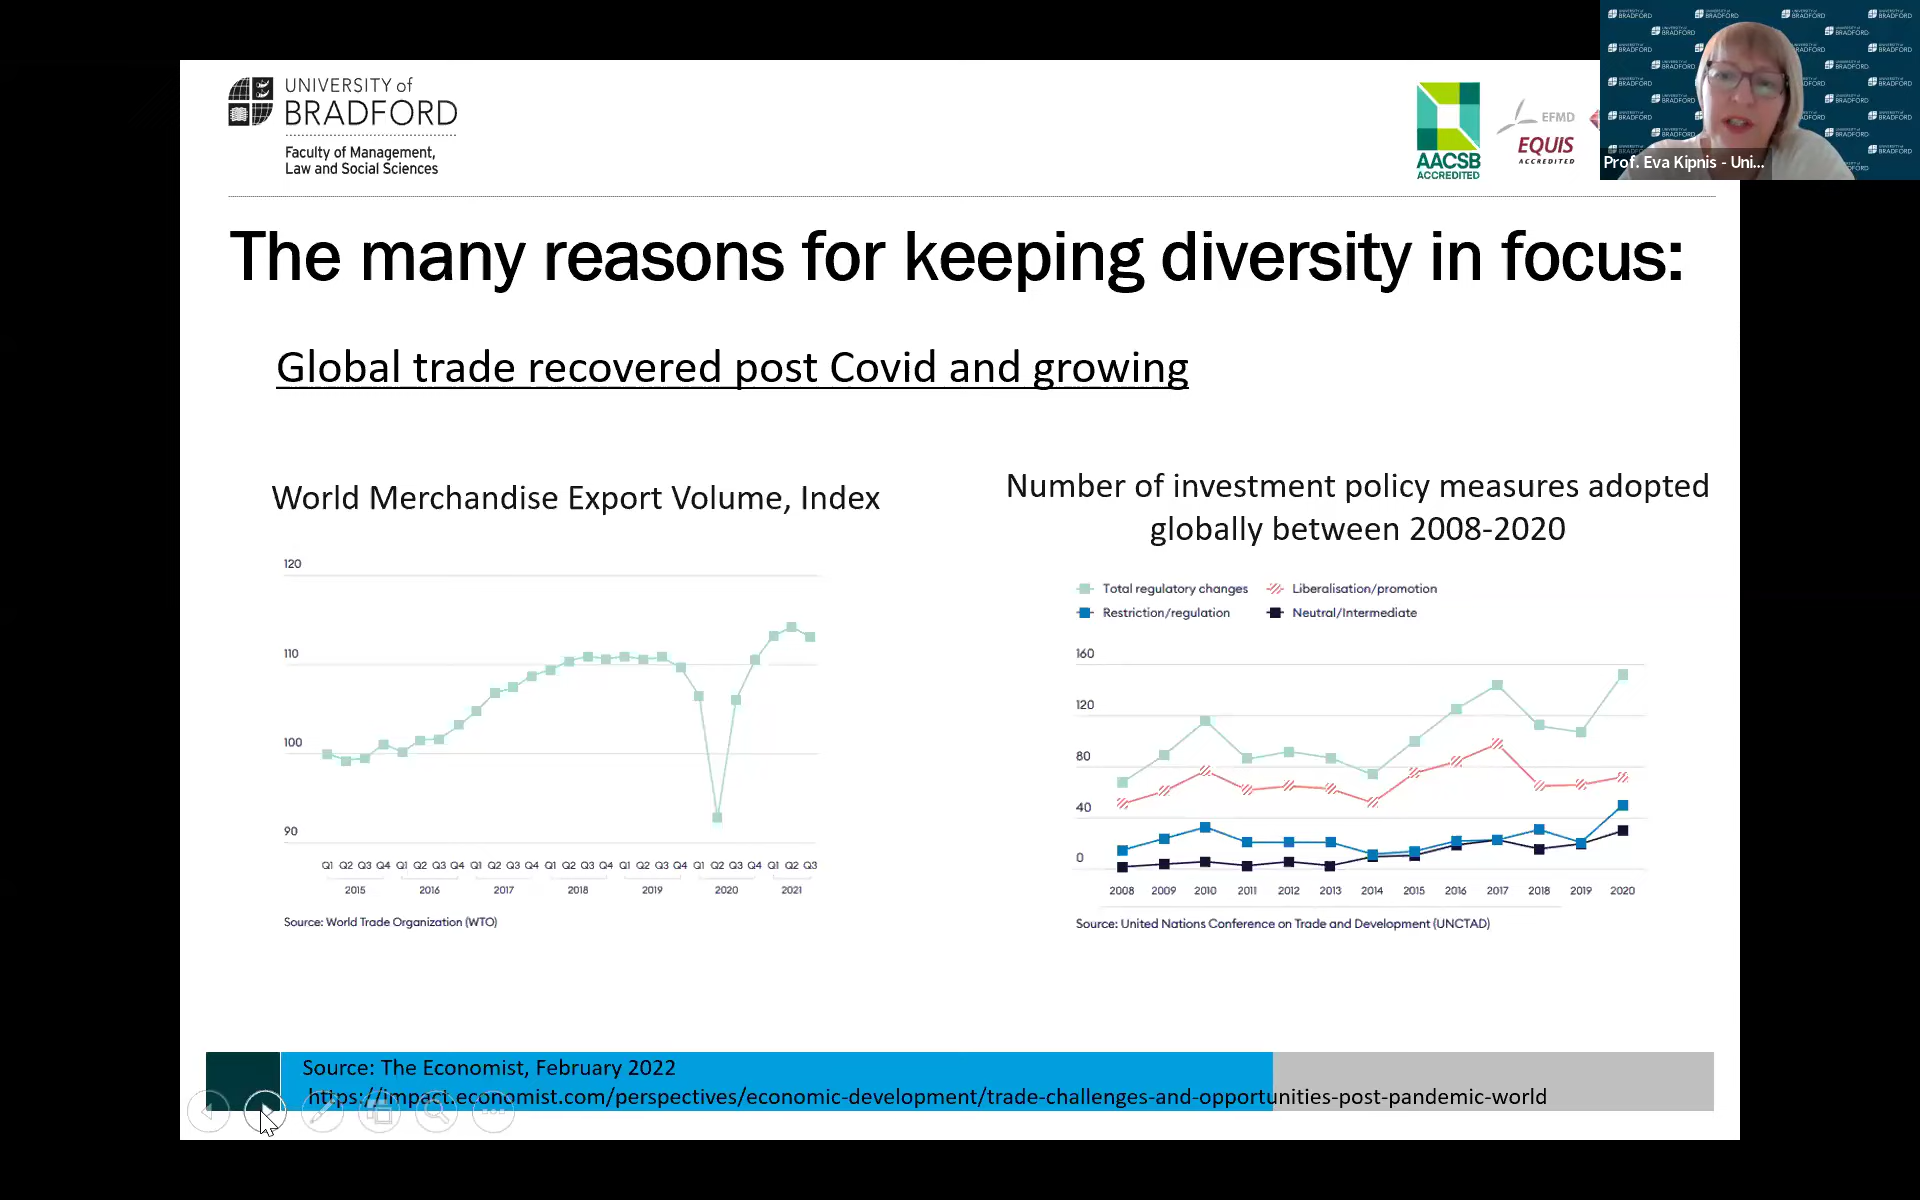 UNIVERSITY of
BRADFORD
Faculty of Management,
Law and Social Sciences
AACSB
ACCREDITED
EFMD
EQUIS
ACCREDITED
Prof. Eva Kipnis - Uni...
The many reasons for keeping diversity in focus:
Global trade recovered post Covid and growing
World Merchandise Export Volume, Index
120
110
100
90
Q1 Q2 Q3 Q4 Q1 Q2 Q3 Q4 Q1 Q2 Q3 Q4 Q1 Q2 Q3 Q4 Q1 Q2 Q3 Q4 Q1 Q2 Q3 Q4 Q1 Q2 Q3
2015 2016 2017 2018 2019 2020 2021
Source: World Trade Organization (WTO)
Number of investment policy measures adopted
globally between 2008-2020
Total regulatory changes Liberalisation/promotion
Restriction/regulation Neutral/Intermediate
160
120
80
40
0
2008 2009 2010 2011 2012 2013 2014 2015 2016 2017 2018 2019 2020
Source: United Nations Conference on Trade and Development (UNCTAD)
Source: The Economist, February 2022
https://impact.economist.com/perspectives/economic-development/trade-challenges-and-opportunities-post-pandemic-world